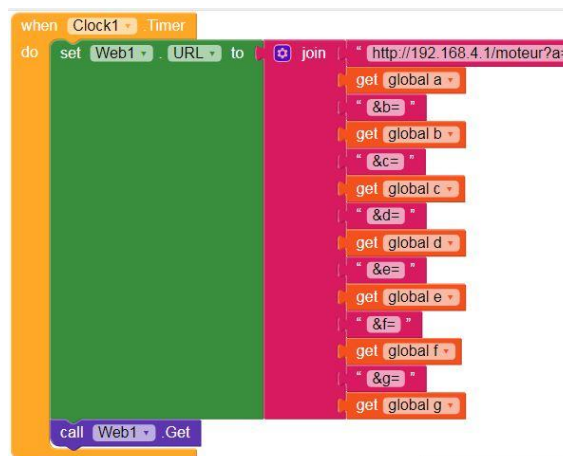 when Clock1 .Timer
do set Web1 . URL to join " http://192.168.4.1/moteur?a=
get global a
" &b= "
get global b
" &c= "
get global c
" &d= "
get global d
" &e= "
get global e
" &f= "
get global f
" &g= "
get global g
call Web1 .Get